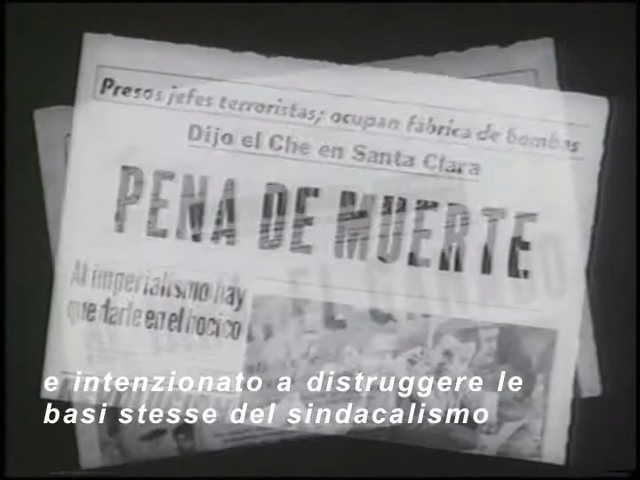 Presos jefes terroristas; ocupan fábrica de bombas
Dijo el Che en Santa Clara
PENA DE MUERTE
Al imperialismo hay
que darle en el hocico
e intenzionato a distruggere le
basi stesse del sindacalismo